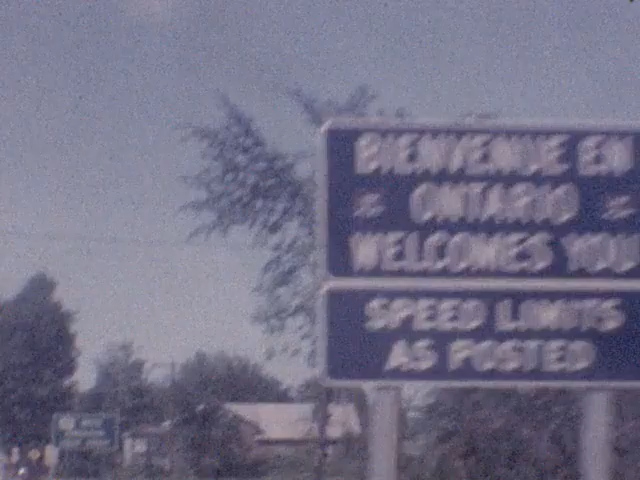 BIENVENUE EN
ONTARIO
WELCOMES YOU
SPEED LIMITS
AS POSTED